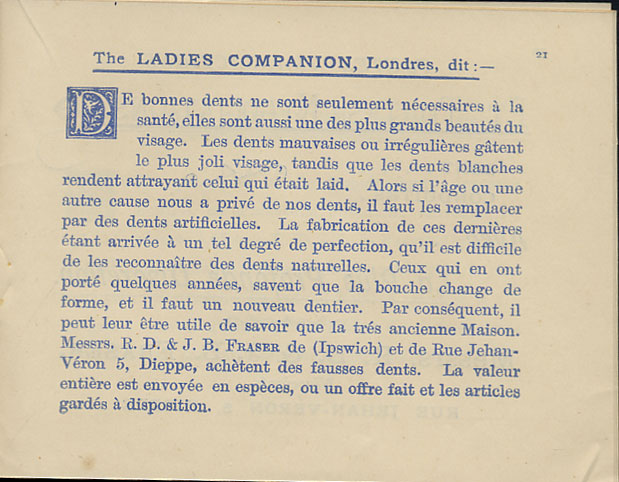 21
The LADIES COMPANION, Londres, dit :—
DE bonnes dents ne sont seulement nécessaires à la
santé, elles sont aussi une des plus grands beautés du
visage. Les dents mauvaises ou irrégulières gâtent
le plus joli visage, tandis que les dents blanches
rendent attrayant celui qui était laid. Alors si l'âge ou une
autre cause nous a privé de nos dents, il faut les remplacer
par des dents artificielles. La fabrication de ces dernières
étant arrivée à un tel degré de perfection, qu'il est difficile
de les reconnaître des dents naturelles. Ceux qui en ont
porté quelques années, savent que la bouche change de
forme, et il faut un nouveau dentier. Par conséquent, il
peut leur être utile de savoir que la trés ancienne Maison.
Messrs. R. D. & J. B. FRASER de (Ipswich) et de Rue Jehan-
Véron 5, Dieppe, achètent des fausses dents. La valeur
entière est envoyée en espèces, ou un offre fait et les articles
gardés à disposition.